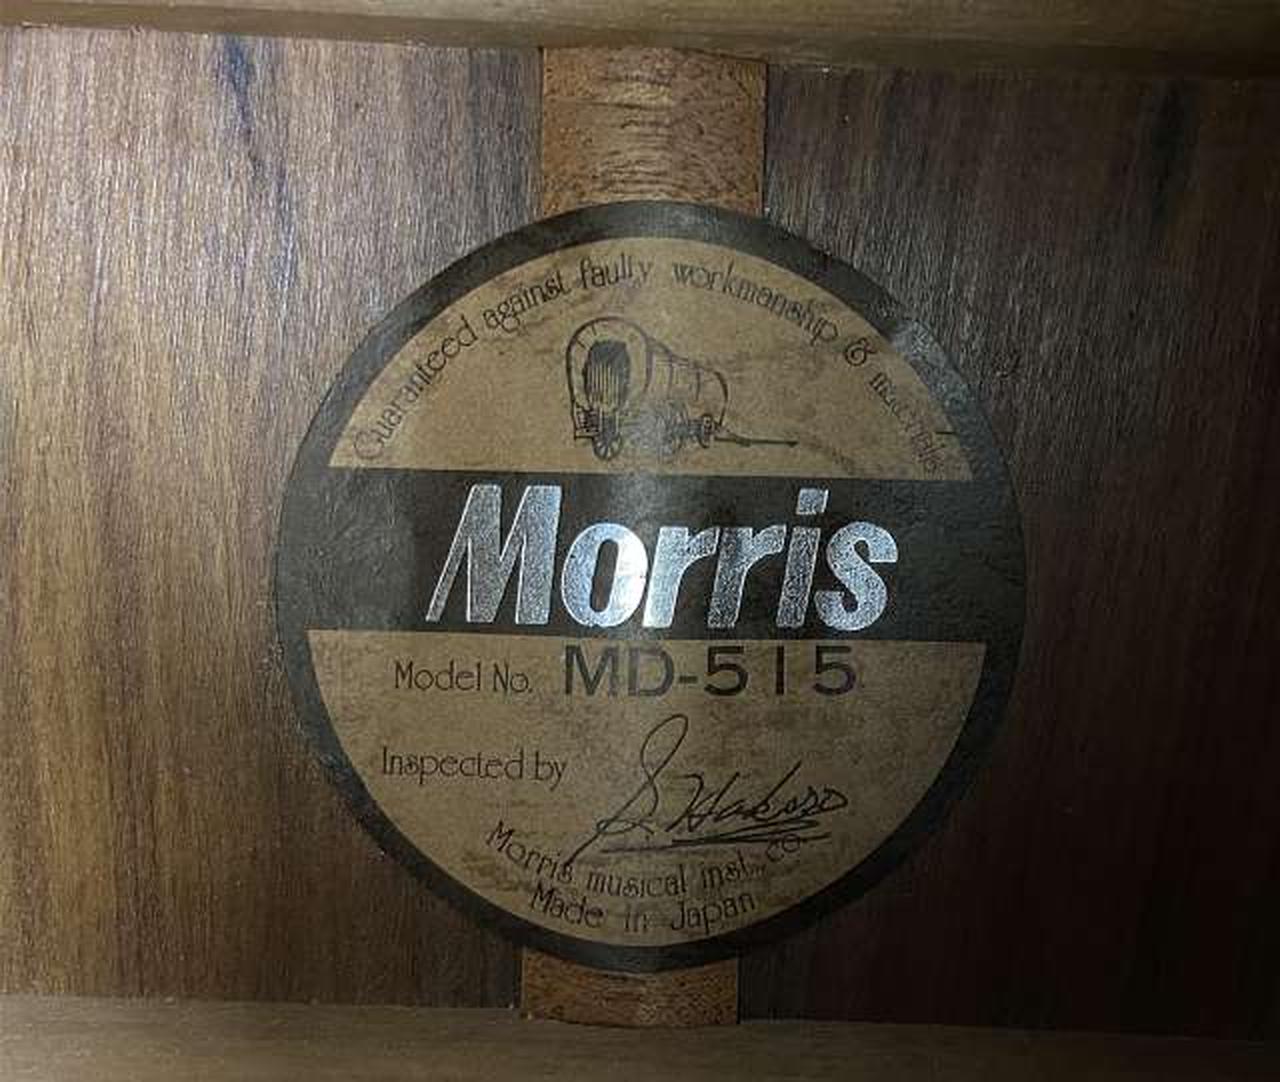 Guaranteed against faulty workmanship & materials
Morris
Model No. MD-515
Inspected by S. Hakoro
Morris musical inst. co.
Made in Japan